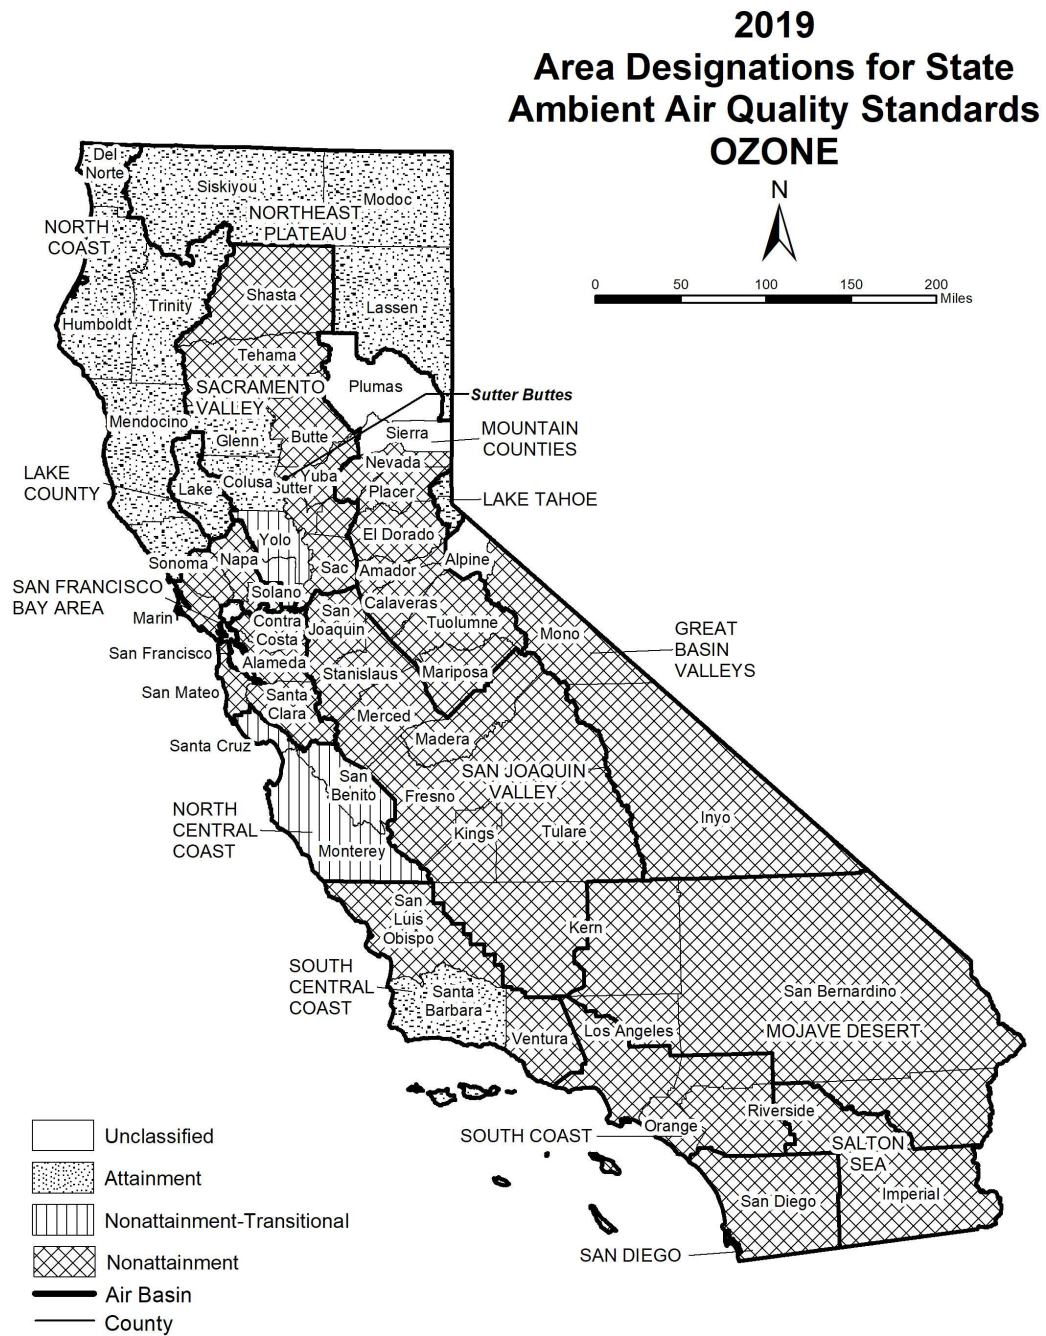 2019
Area Designations for State
Ambient Air Quality Standards
OZONE
N
0 50 100 150 200
Miles
Del
Norte
Siskiyou
Modoc
NORTHEAST
PLATEAU
NORTH
COAST
Shasta
Trinity
Lassen
Humboldt
Tehama
Plumas
SACRAMENTO
VALLEY
Sutter Buttes
Mendocino
Glenn
Butte
Sierra
MOUNTAIN
COUNTIES
Nevada
LAKE
COUNTY
Lake
Colusa
Yuba
Sutter
Placer
LAKE TAHOE
Yolo
El Dorado
Sonoma
Napa
Sac
Amador
Alpine
SAN FRANCISCO
BAY AREA
Solano
Calaveras
Marin
Contra
Costa
San
Joaquin
Tuolumne
Mono
GREAT
BASIN
VALLEYS
San Francisco
Alameda
Stanislaus
Mariposa
San Mateo
Santa
Clara
Merced
Madera
Santa Cruz
San
Benito
SAN JOAQUIN
VALLEY
Fresno
NORTH
CENTRAL
COAST
Kings
Tulare
Inyo
Monterey
San
Luis
Obispo
Kern
SOUTH
CENTRAL
COAST
Santa
Barbara
San Bernardino
Ventura
Los Angeles
MOJAVE DESERT
Riverside
Orange
SOUTH COAST
SALTON
SEA
San Diego
Imperial
SAN DIEGO
Unclassified
Attainment
Nonattainment-Transitional
Nonattainment
Air Basin
County